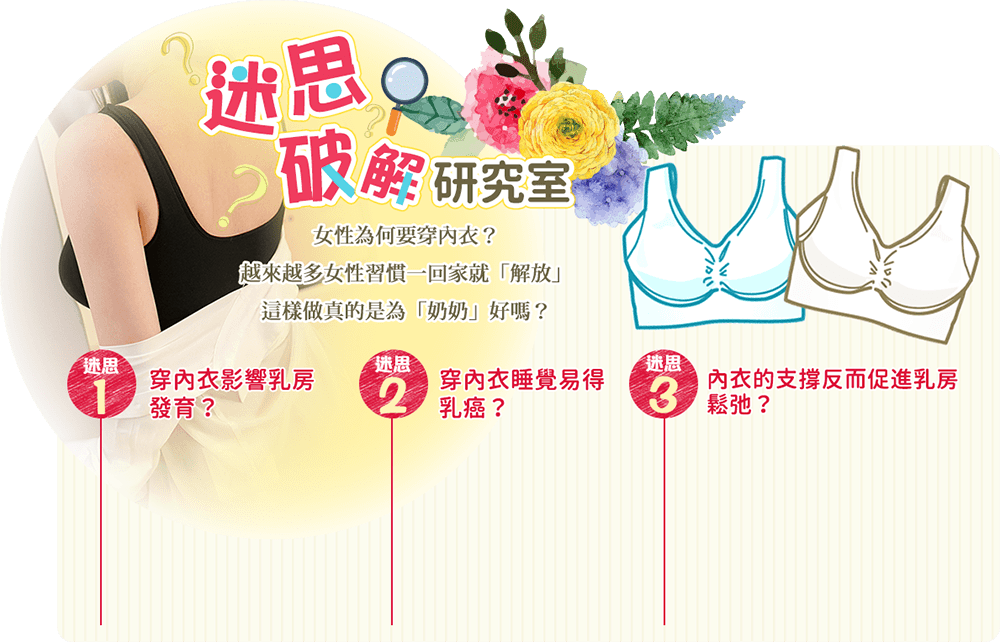 迷思
破解研究室
女性為何要穿內衣？
越來越多女性習慣一回家就「解放」
這樣做真的是為「奶奶」好嗎？
迷思
1
穿內衣影響乳房
發育？
迷思
2
穿內衣睡覺易得
乳癌？
迷思
3
內衣的支撐反而促進乳房
鬆弛？